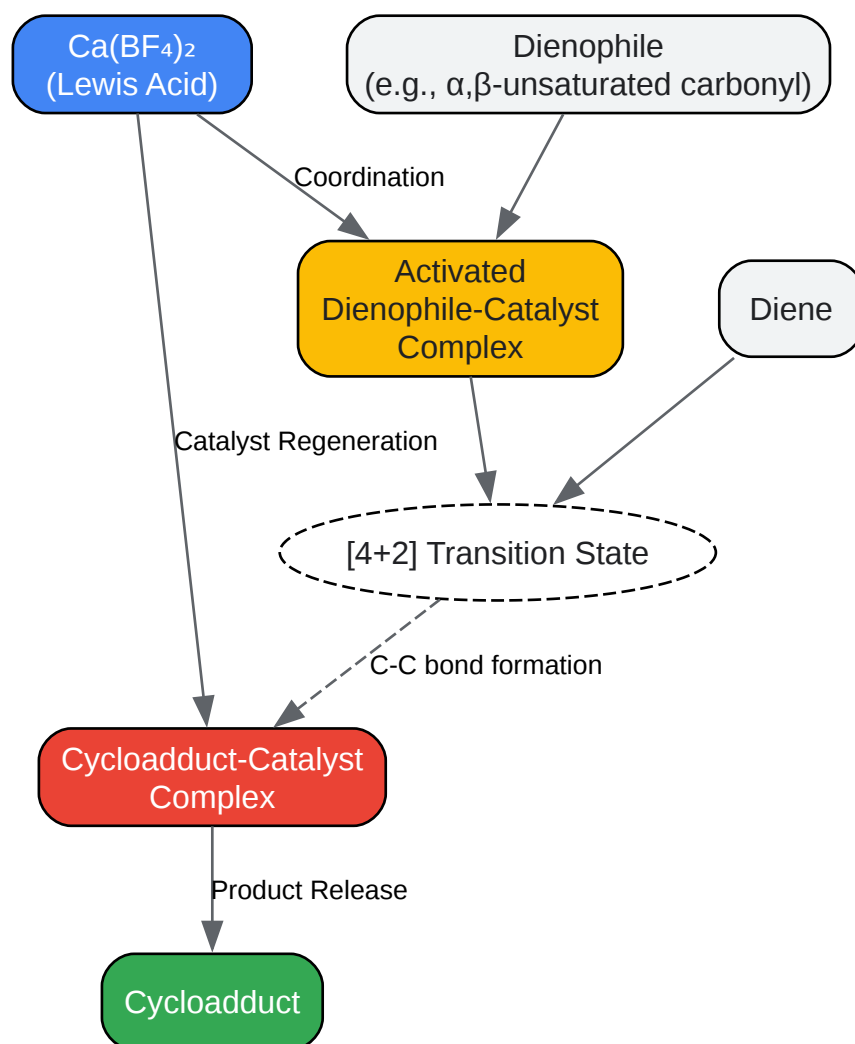 Ca(BF₄)₂
(Lewis Acid)
Dienophile
(e.g., α,β-unsaturated carbonyl)
Coordination
Activated
Dienophile-Catalyst
Complex
Diene
Catalyst Regeneration
[4+2] Transition State
C-C bond formation
Cycloadduct-Catalyst
Complex
Product Release
Cycloadduct